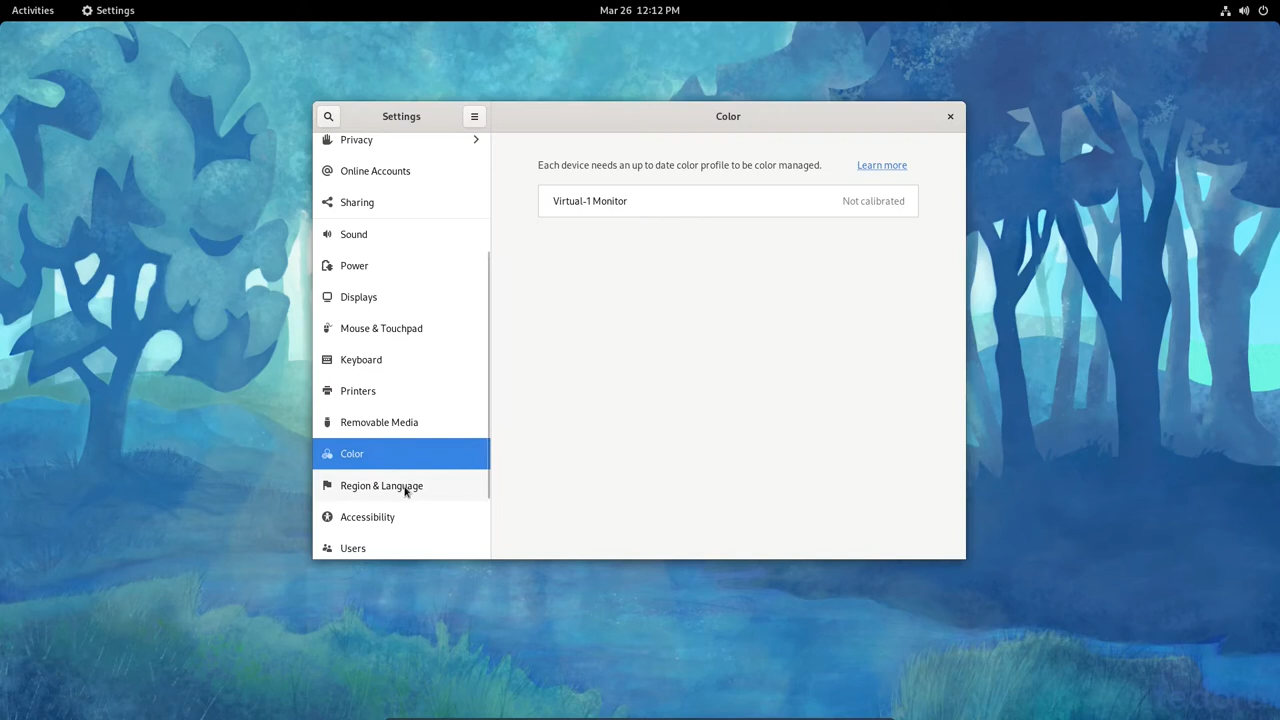 Activities
Settings
Mar 26 12:12 PM
Settings
Color
Privacy
Online Accounts
Sharing
Sound
Power
Displays
Mouse & Touchpad
Keyboard
Printers
Removable Media
Color
Region & Language
Accessibility
Users
Each device needs an up to date color profile to be color managed.
Learn more
Virtual-1 Monitor
Not calibrated